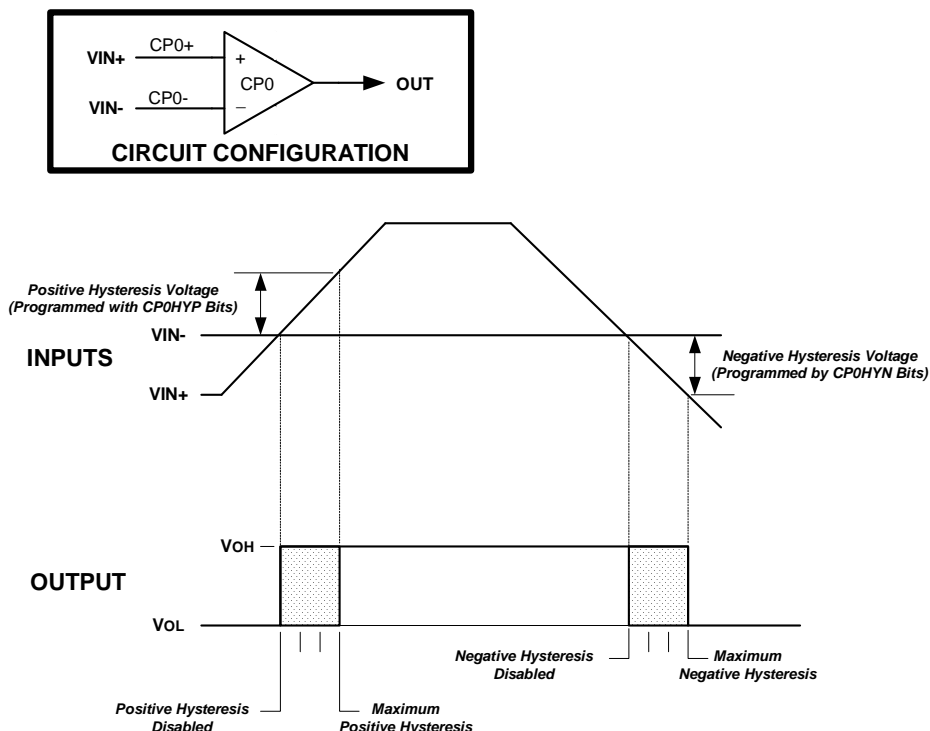 VIN+
CP0+
+
CP0
OUT
VIN-
CP0-
−
CIRCUIT CONFIGURATION
Positive Hysteresis Voltage
(Programmed with CP0HYP Bits)
VIN-
INPUTS
Negative Hysteresis Voltage
(Programmed by CP0HYN Bits)
VIN+
VOH
OUTPUT
VOL
Negative Hysteresis
Disabled
Maximum
Negative Hysteresis
Positive Hysteresis
Disabled
Maximum
Positive Hysteresis